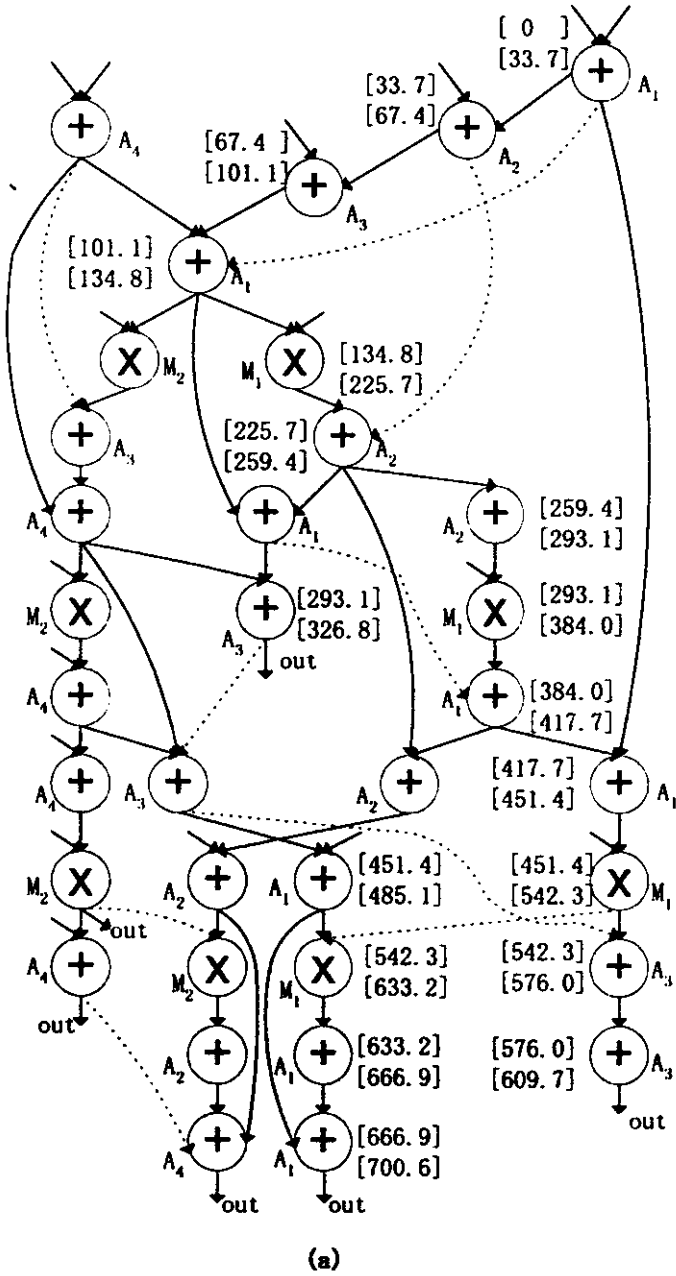 [ 0 ]
[33.7]
+
A1
[33.7]
[67.4]
+
A2
+
A4
[67.4 ]
[101.1]
+
A3
[101.1]
[134.8]
+
A1
X
M2
X
M1
[134.8]
[225.7]
+
A3
[225.7]
[259.4]
+
A2
+
A4
+
A1
+
A2
[259.4]
[293.1]
X
M2
+
A3
[293.1]
[326.8]
out
X
M1
[293.1]
[384.0]
+
A4
+
A1
[384.0]
[417.7]
+
A4
+
A3
+
A2
[417.7]
[451.4]
+
A1
X
M2
out
+
A2
+
A1
[451.4]
[485.1]
[451.4]
[542.3]
X
M1
+
A4
out
X
M2
X
M1
[542.3]
[633.2]
[542.3]
[576.0]
+
A3
+
A2
+
A1
[633.2]
[666.9]
[576.0]
[609.7]
+
A3
out
+
A4
out
+
A1
[666.9]
[700.6]
out
(a)